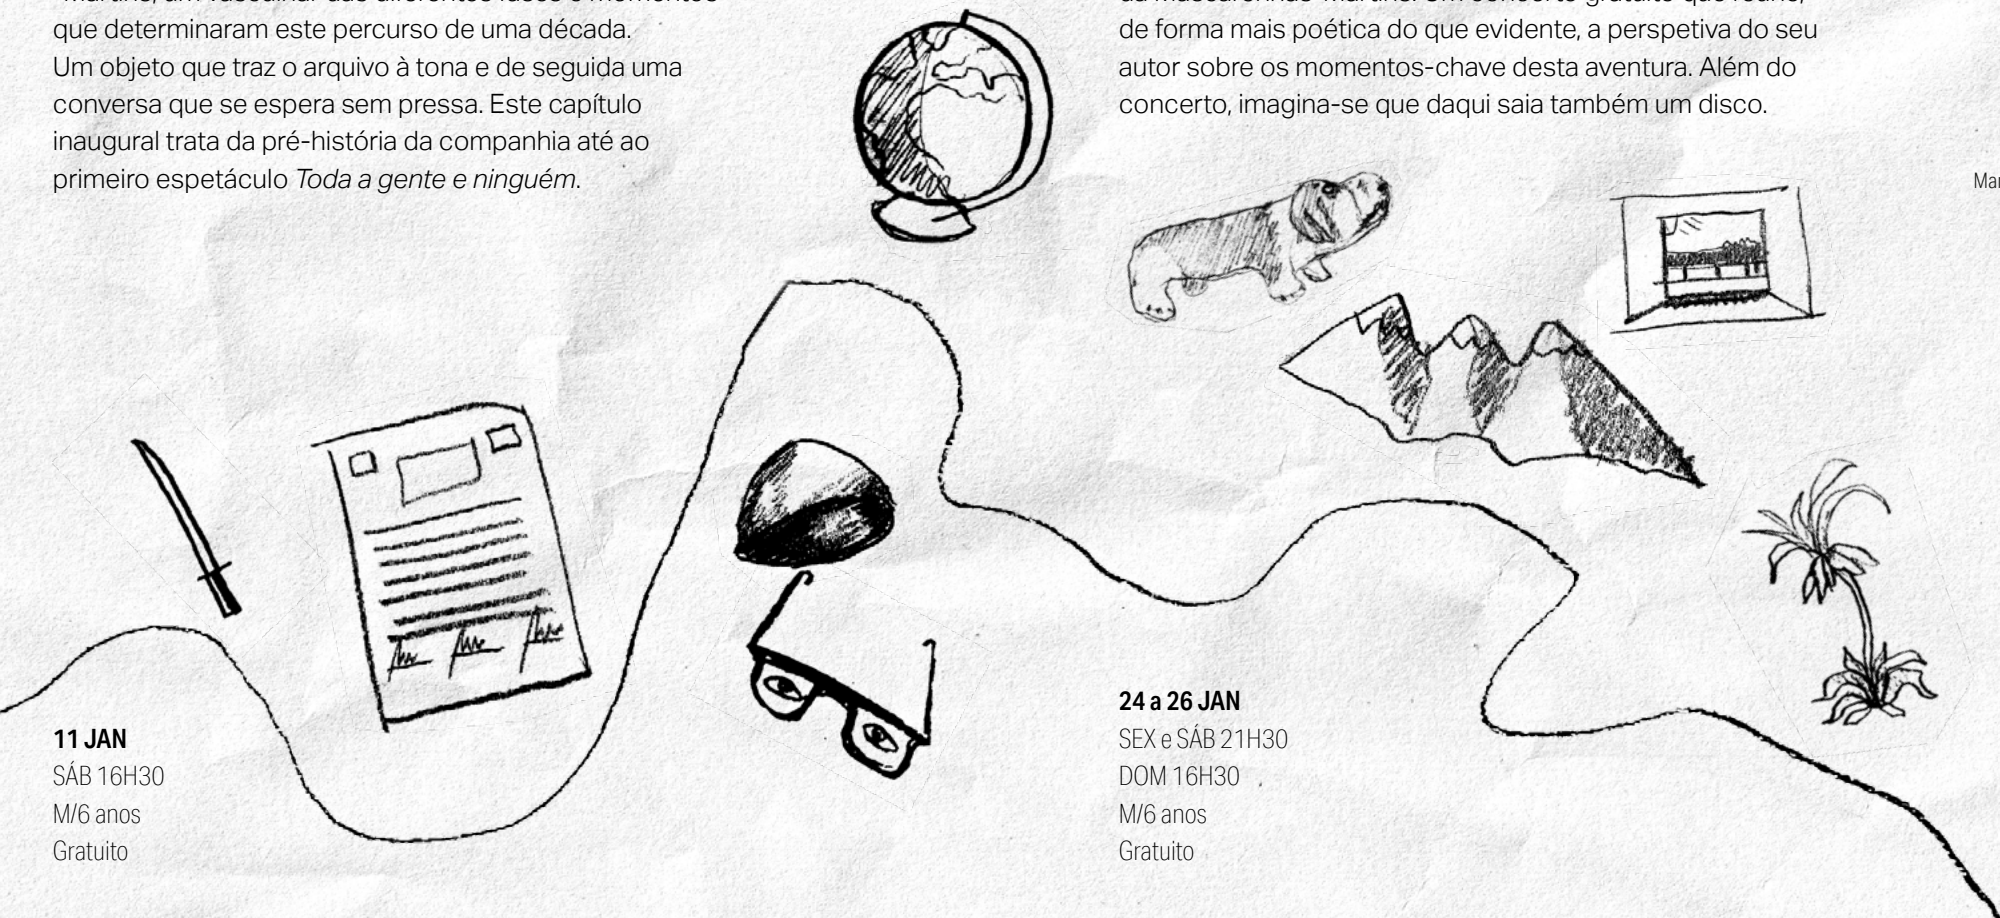 que determinaram este percurso de uma década.
Um objeto que traz o arquivo à tona e de seguida uma
conversa que se espera sem pressa. Este capítulo
inaugural trata da pré-história da companhia até ao
primeiro espetáculo Toda a gente e ninguém.
11 JAN
SÁB 16H30
M/6 anos
Gratuito
de forma mais poética do que evidente, a perspetiva do seu
autor sobre os momentos-chave desta aventura. Além do
concerto, imagina-se que daqui saia também um disco.
24 a 26 JAN
SEX e SÁB 21H30
DOM 16H30
M/6 anos
Gratuito